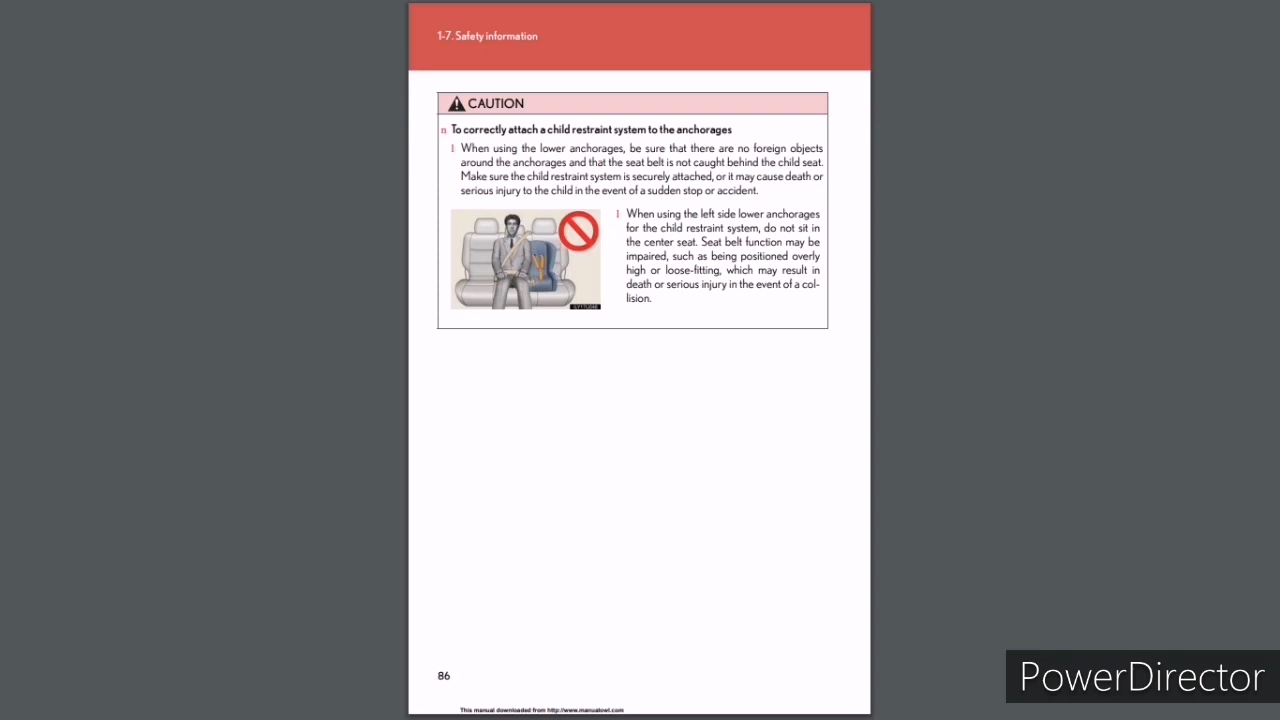 1-7. Safety information
CAUTION
n To correctly attach a child restraint system to the anchorages
l When using the lower anchorages, be sure that there are no foreign objects
around the anchorages and that the seat belt is not caught behind the child seat.
Make sure the child restraint system is securely attached, or it may cause death or
serious injury to the child in the event of a sudden stop or accident.
l When using the left side lower anchorages
for the child restraint system, do not sit in
the center seat. Seat belt function may be
impaired, such as being positioned overly
high or loose-fitting, which may result in
death or serious injury in the event of a col-
lision.
86
This manual downloaded from http://www.manualowl.com
PowerDirector